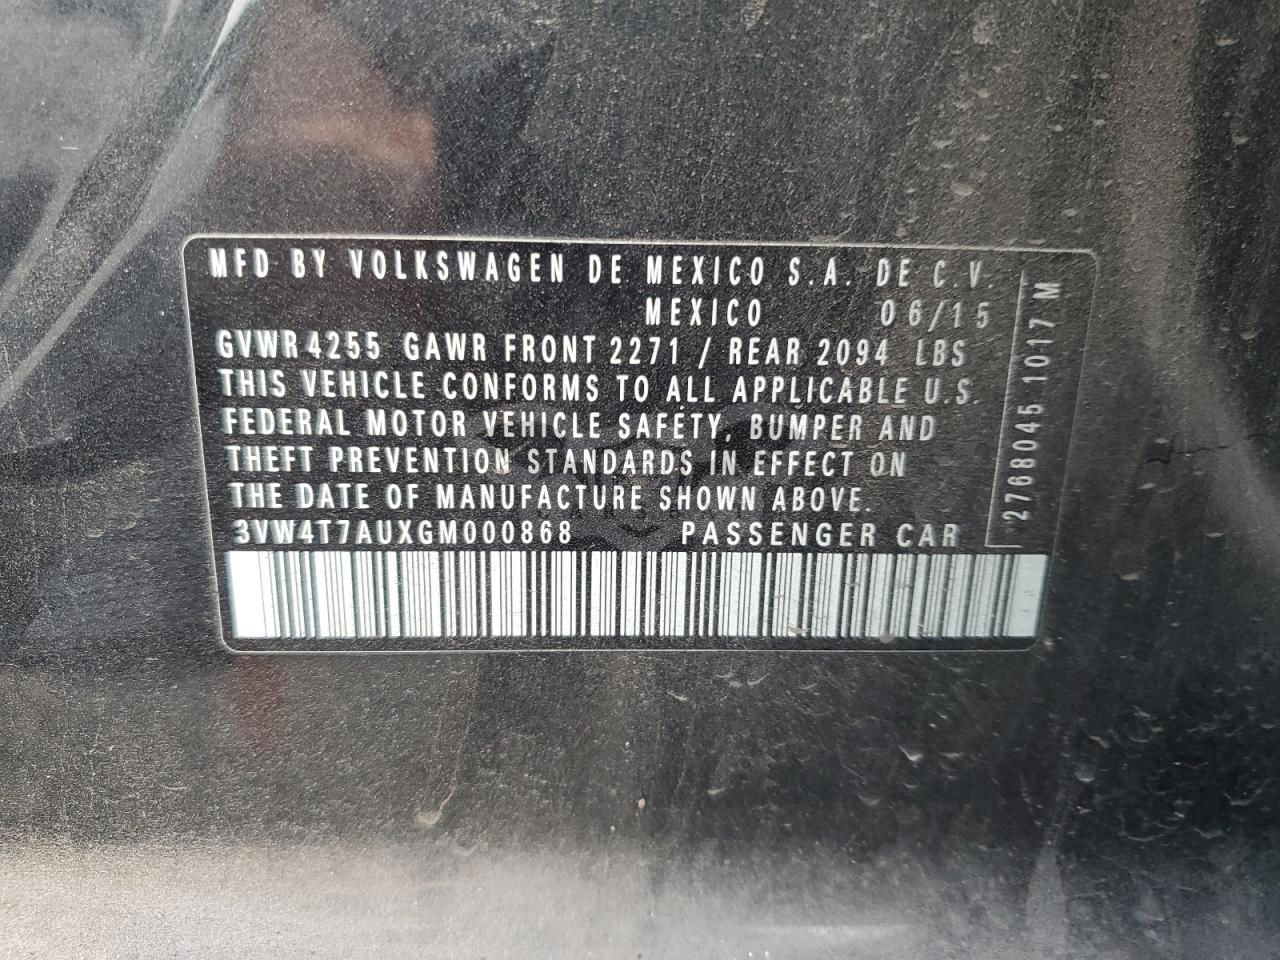 MFD BY VOLKSWAGEN DE MEXICO S.A. DE C.V.
MEXICO 06/15
GVWR 4255 GAWR FRONT 2271 / REAR 2094 LBS
THIS VEHICLE CONFORMS TO ALL APPLICABLE U.S.
FEDERAL MOTOR VEHICLE SAFETY, BUMPER AND
THEFT PREVENTION STANDARDS IN EFFECT ON
THE DATE OF MANUFACTURE SHOWN ABOVE.
3VW4T7AUXGM000868 PASSENGER CAR
2768045 1017 M